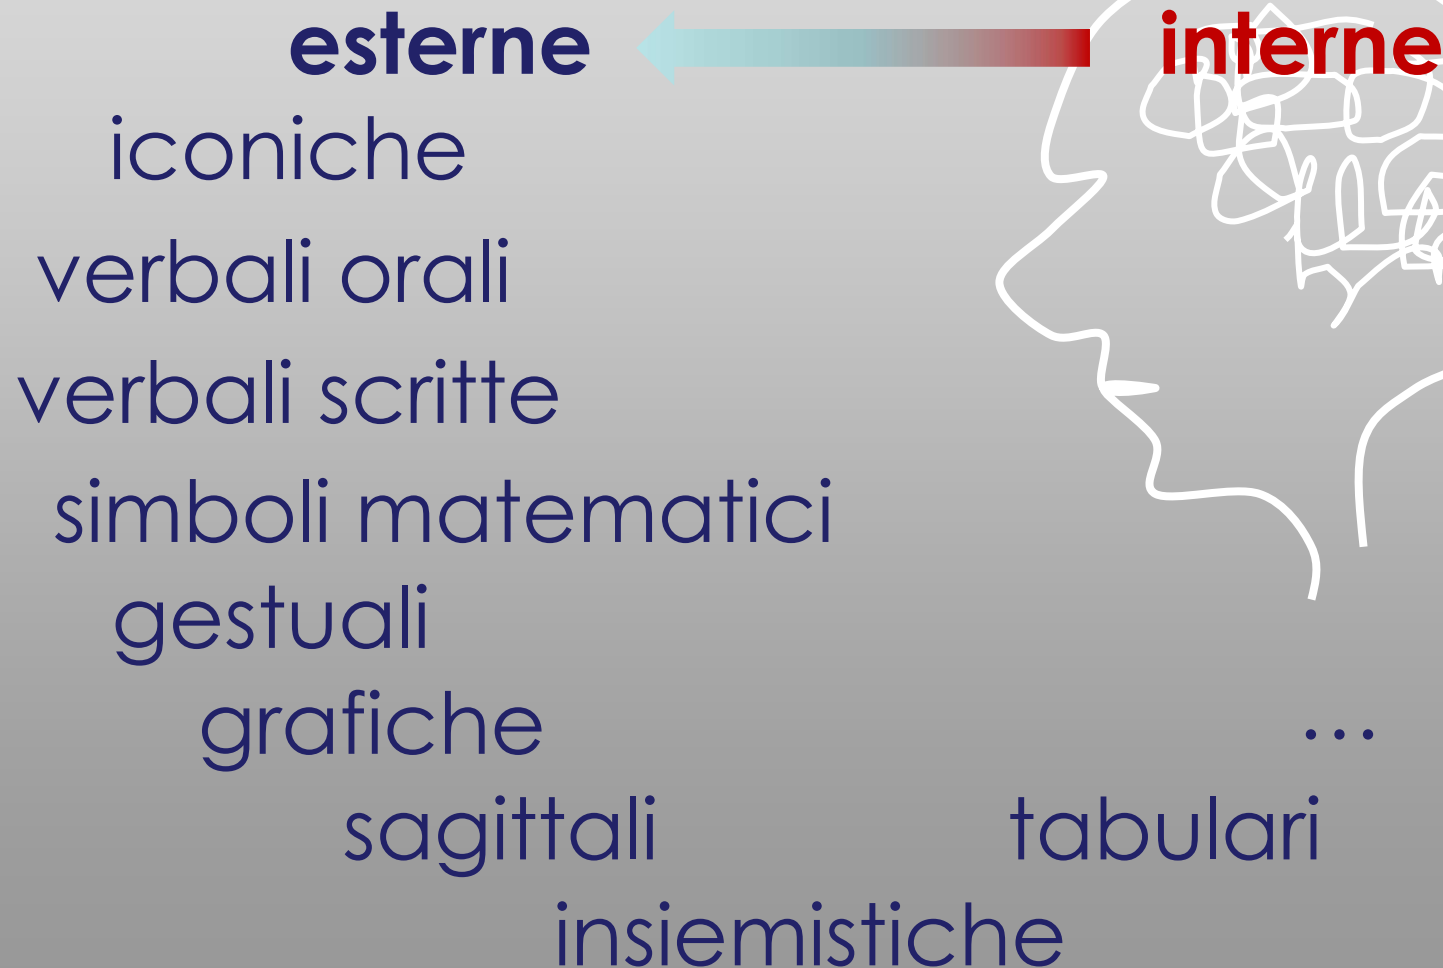 esterne interne
iconiche
verbali orali
verbali scritte
simboli matematici
gestuali
grafiche ...
sagittali tabulari
insiemistiche